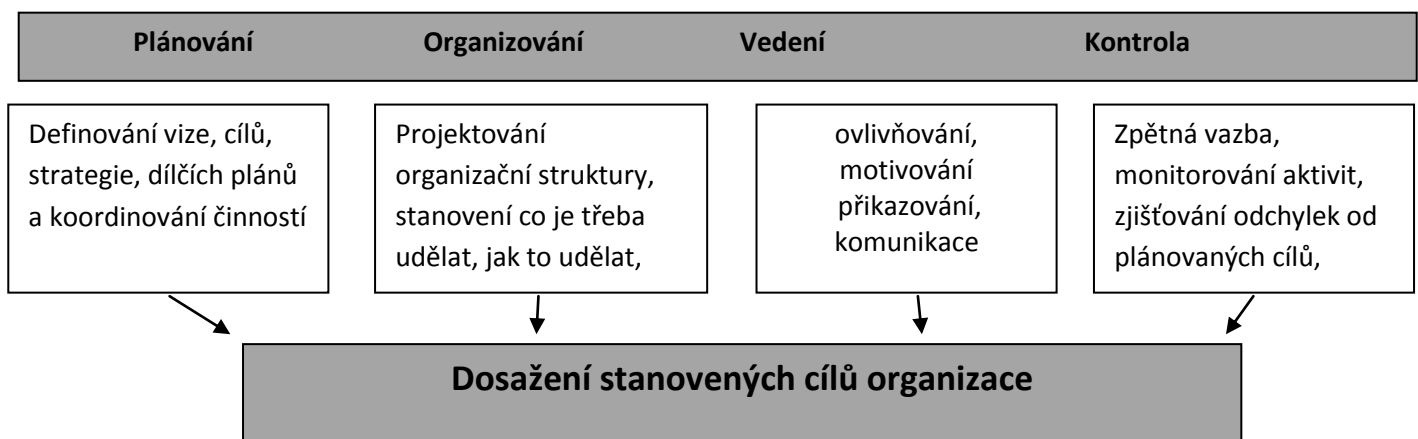 Plánování Organizování Vedení Kontrola
Definování vize, cílů,
strategie, dílčích plánů
a koordinování činností
Projektování
organizační struktury,
stanovení co je třeba
udělat, jak to udělat,
ovlivňování,
motivování
přikazování,
komunikace
Zpětná vazba,
monitorování aktivit,
zjišťování odchylek od
plánovaných cílů,
Dosažení stanovených cílů organizace